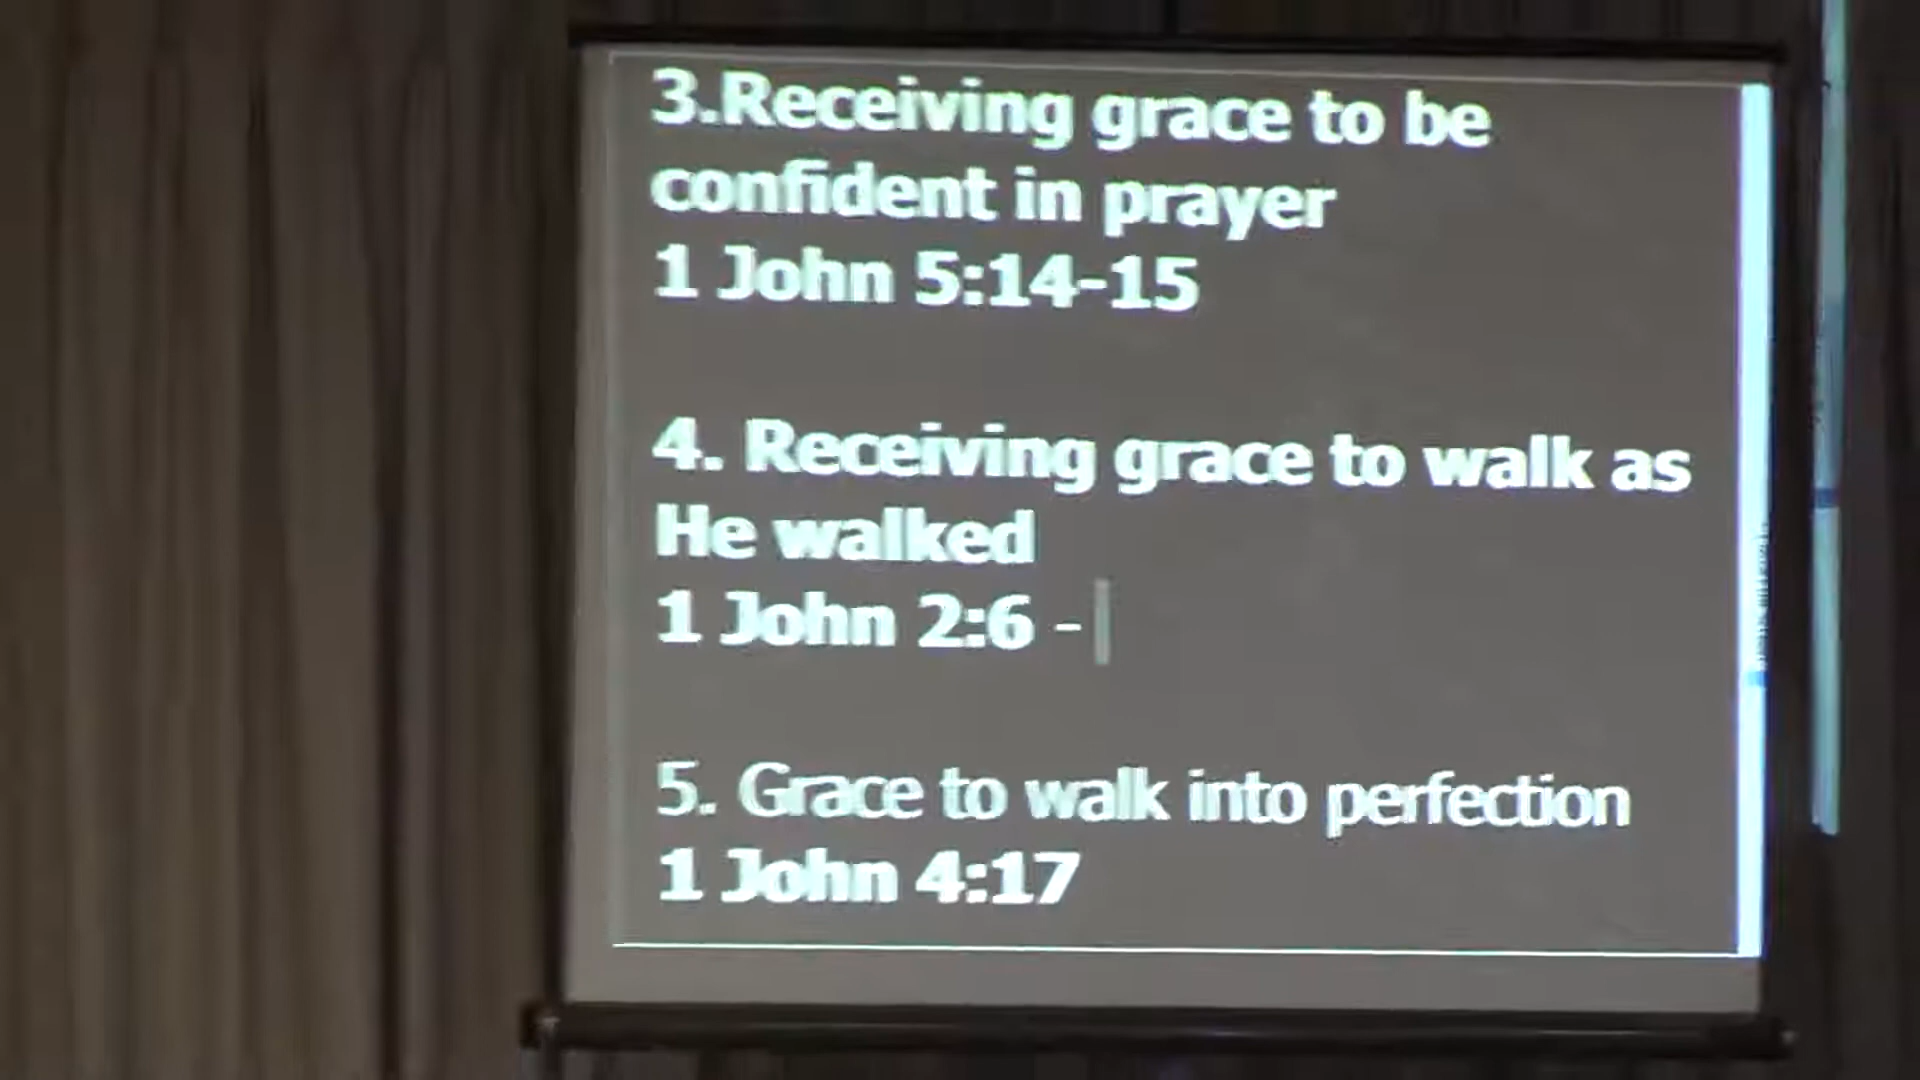 3.Receiving grace to be
confident in prayer
1 John 5:14-15
4. Receiving grace to walk as
He walked
1 John 2:6 -
5. Grace to walk into perfection
1 John 4:17